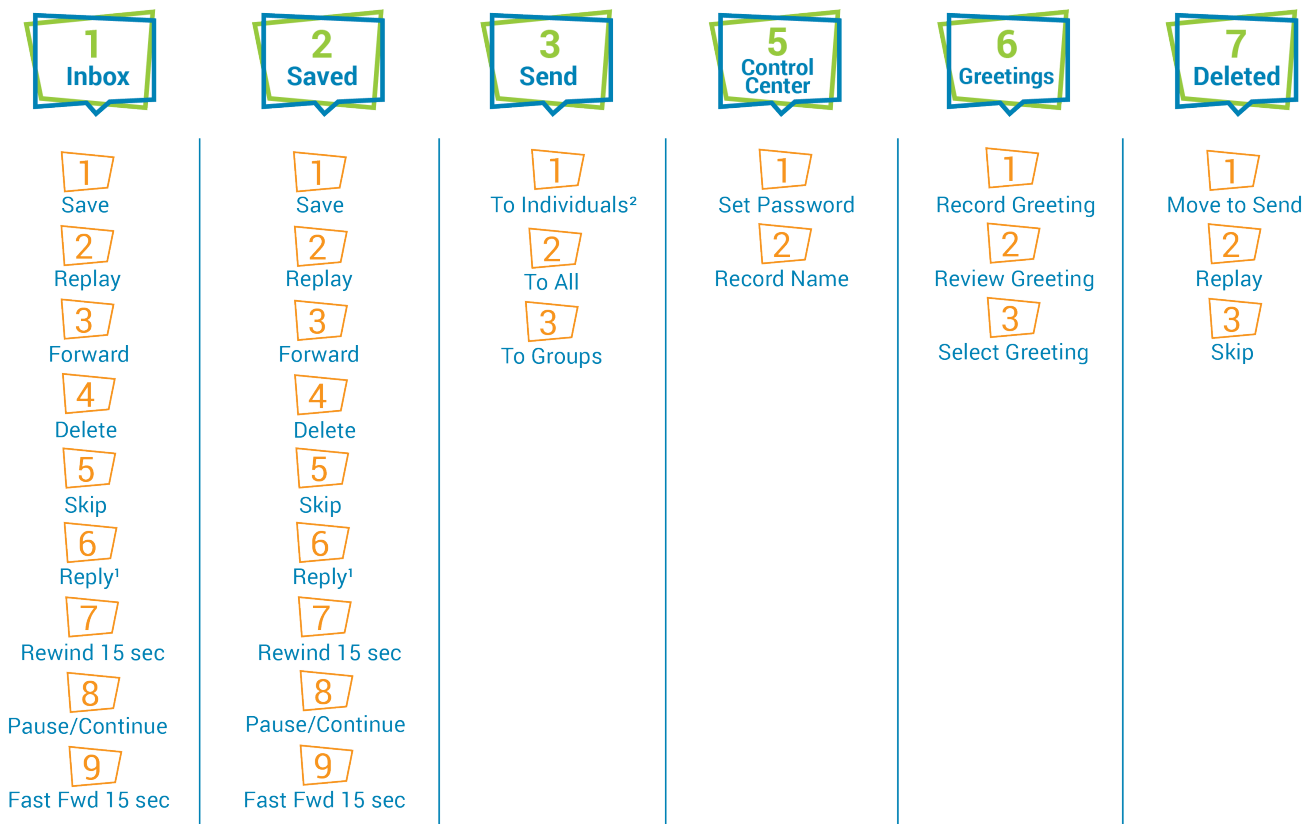 1
Inbox
1
Save
2
Replay
3
Forward
4
Delete
5
Skip
6
Reply¹
7
Rewind 15 sec
8
Pause/Continue
9
Fast Fwd 15 sec
2
Saved
1
Save
2
Replay
3
Forward
4
Delete
5
Skip
6
Reply¹
7
Rewind 15 sec
8
Pause/Continue
9
Fast Fwd 15 sec
3
Send
1
To Individuals²
2
To All
3
To Groups
5
Control
Center
1
Set Password
2
Record Name
6
Greetings
1
Record Greeting
2
Review Greeting
3
Select Greeting
7
Deleted
1
Move to Send
2
Replay
3
Skip